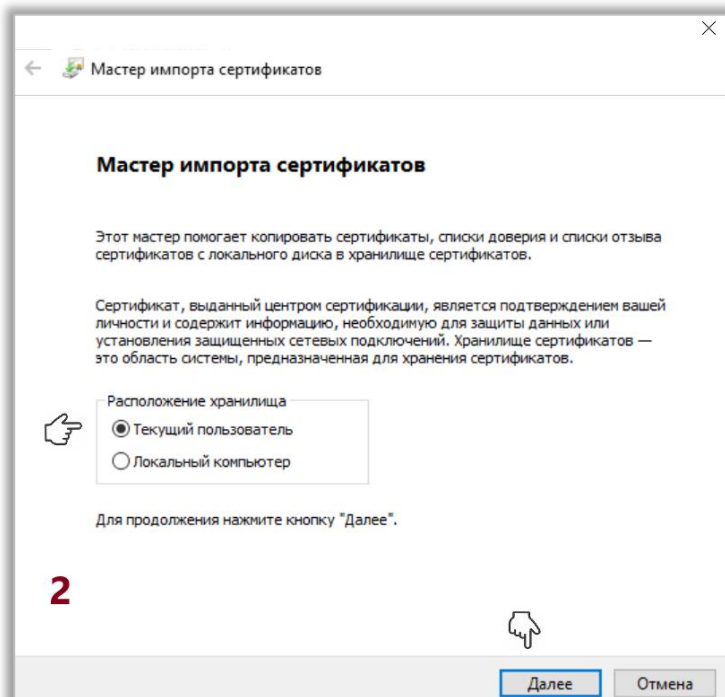 Мастер импорта сертификатов
Мастер импорта сертификатов
Этот мастер помогает копировать сертификаты, списки доверия и списки отзыва
сертификатов с локального диска в хранилище сертификатов.
Сертификат, выданный центром сертификации, является подтверждением вашей
личности и содержит информацию, необходимую для защиты данных или
установления защищенных сетевых подключений. Хранилище сертификатов —
это область системы, предназначенная для хранения сертификатов.
Расположение хранилища
Текущий пользователь
Локальный компьютер
Для продолжения нажмите кнопку "Далее".
2
Далее Отмена